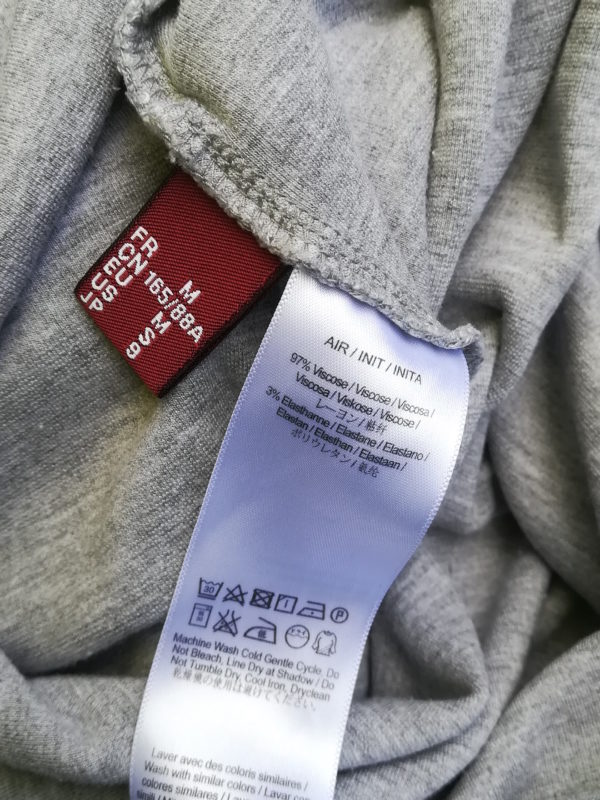 FR M
CN 165/88A
EU M
US S
JP 9
AIR / INIT / INITA
97% Viscose / Viscose / Viscosa /
Viscosa / Viskose / Viscose /
レーヨン / 粘纤
3% Elasthanne / Elastane / Elastano /
Elastan / Elasthan / Elastaan /
ポリウレタン / 氨纶
30
Machine Wash Cold Gentle Cycle, Do
Not Bleach, Line Dry at Shadow / Do
Not Tumble Dry, Cool Iron, Dryclean
乾燥機の使用は避けてください.
Laver avec des coloris similaires /
Wash with similar colors / Lavar con
colores similares /